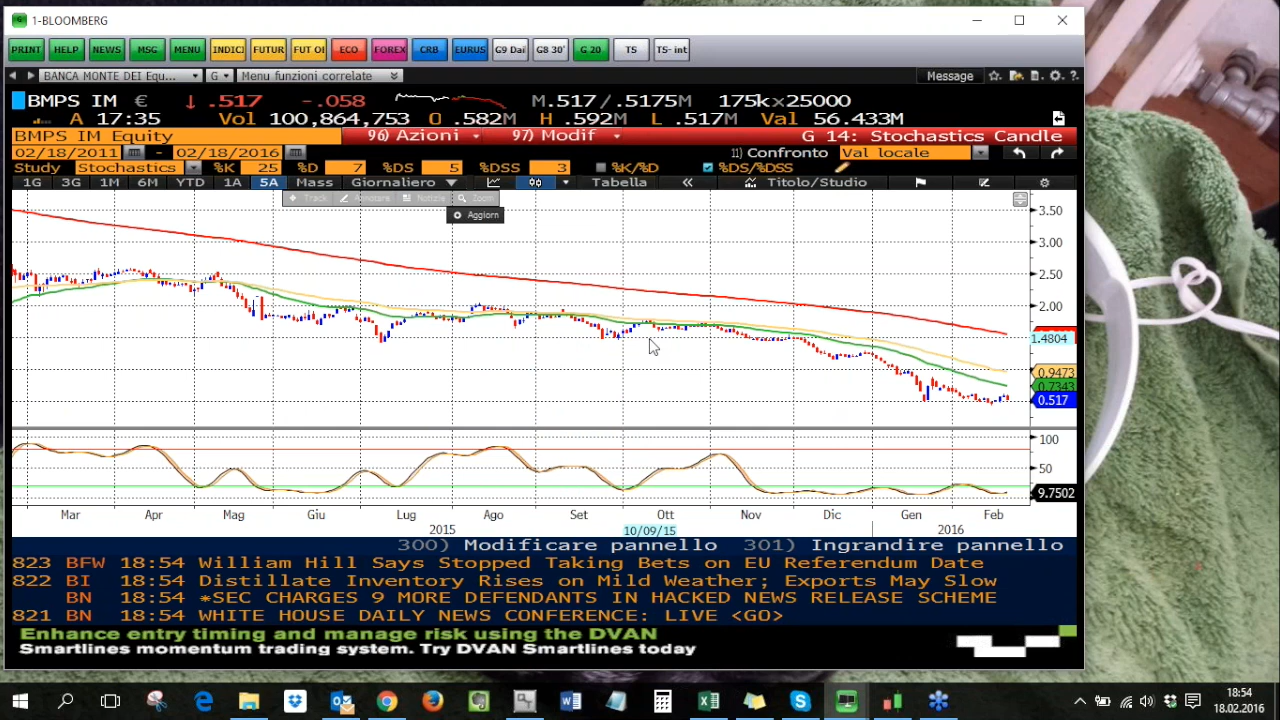 1-BLOOMBERG
PRINT HELP NEWS MSG MENU INDICI FUTUR FUT OI ECO FOREX CRB EURUS G9 Dai G8 30' G 20 TS TS- int
BANCA MONTE DEI Equ... G Menu funzioni correlate Message
BMPS IM € ↓ .517 -.058 M.517/.5175M 175k×25000
A 17:35 Vol 100,864,753 O .582M H .592M L .517M Val 56.433M
BMPS IM Equity 96) Azioni 97) Modif G 14: Stochastics Candle
02/18/2011 - 02/18/2016 11) Confronto Val locale
Study Stochastics %K 25 %D 7 %DS 5 %DSS 3 %K/%D %DS/%DSS
1G 3G 1M 6M YTD 1A 5A Mass Giornaliero Tabella « Titolo/Studio
Track Annotare Notizie Zoom
Aggiorn
3.50
3.00
2.50
2.00
1.4804
0.9473
0.7343
0.517
100
50
9.7502
Mar Apr Mag Giu Lug Ago Set Ott Nov Dic Gen Feb
2015 10/09/15 2016
300) Modificare pannello 301) Ingrandire pannello
823 BFW 18:54 William Hill Says Stopped Taking Bets on EU Referendum Date
822 BI 18:54 Distillate Inventory Rises on Mild Weather; Exports May Slow
BN 18:54 *SEC CHARGES 9 MORE DEFENDANTS IN HACKED NEWS RELEASE SCHEME
821 BN 18:54 WHITE HOUSE DAILY NEWS CONFERENCE: LIVE <GO>
Enhance entry timing and manage risk using the DVAN
Smartlines momentum trading system. Try DVAN Smartlines today
18:54
18.02.2016